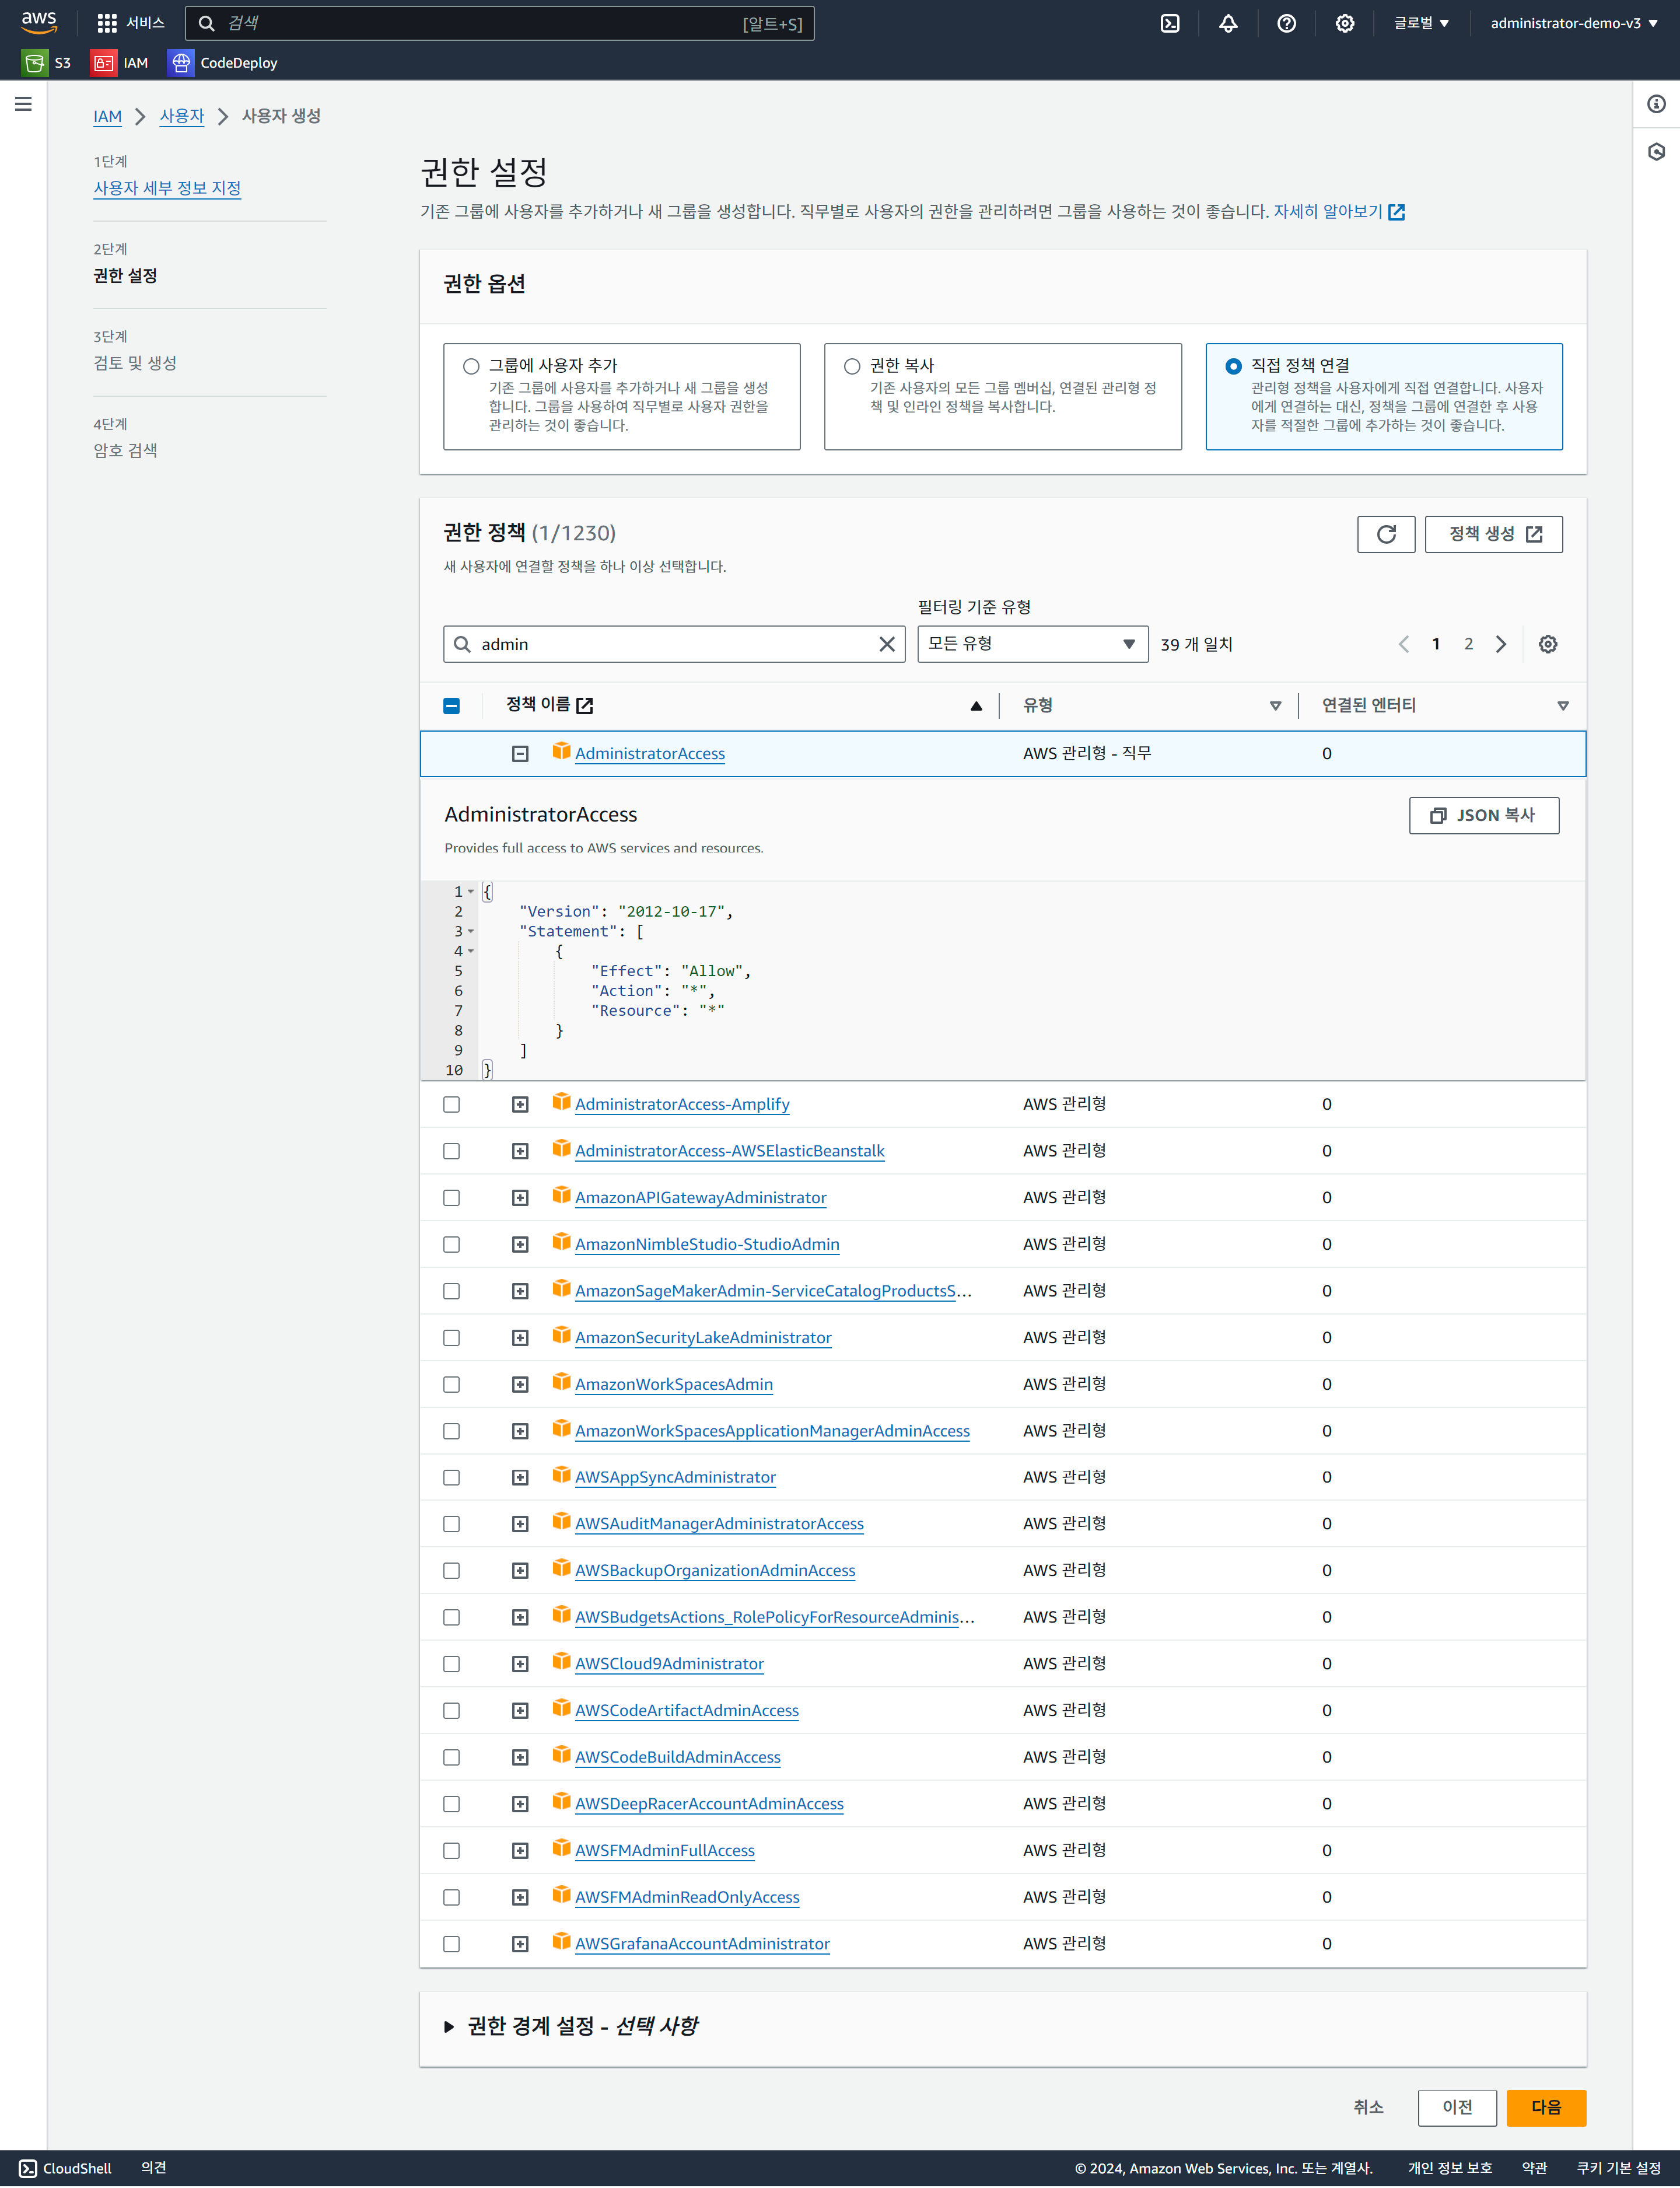 aws
서비스
검색
[알트+S]
글로벌
administrator-demo-v3
S3
IAM
CodeDeploy
IAM
사용자
사용자 생성
1단계
사용자 세부 정보 지정
2단계
권한 설정
3단계
검토 및 생성
4단계
암호 검색
권한 설정
기존 그룹에 사용자를 추가하거나 새 그룹을 생성합니다. 직무별로 사용자의 권한을 관리하려면 그룹을 사용하는 것이 좋습니다. 자세히 알아보기
권한 옵션
그룹에 사용자 추가
기존 그룹에 사용자를 추가하거나 새 그룹을 생성
합니다. 그룹을 사용하여 직무별로 사용자 권한을
관리하는 것이 좋습니다.
권한 복사
기존 사용자의 모든 그룹 멤버십, 연결된 관리형 정
책 및 인라인 정책을 복사합니다.
직접 정책 연결
관리형 정책을 사용자에게 직접 연결합니다. 사용자
에게 연결하는 대신, 정책을 그룹에 연결한 후 사용
자를 적절한 그룹에 추가하는 것이 좋습니다.
권한 정책 (1/1230)
정책 생성
새 사용자에 연결할 정책을 하나 이상 선택합니다.
필터링 기준 유형
admin
모든 유형
39 개 일치
1 2
정책 이름 유형 연결된 엔터티
AdministratorAccess AWS 관리형 - 직무 0
AdministratorAccess
JSON 복사
Provides full access to AWS services and resources.
1 {
2 "Version": "2012-10-17",
3 "Statement": [
4 {
5 "Effect": "Allow",
6 "Action": "*",
7 "Resource": "*"
8 }
9 ]
10 }
AdministratorAccess-Amplify AWS 관리형 0
AdministratorAccess-AWSElasticBeanstalk AWS 관리형 0
AmazonAPIGatewayAdministrator AWS 관리형 0
AmazonNimbleStudio-StudioAdmin AWS 관리형 0
AmazonSageMakerAdmin-ServiceCatalogProductsS... AWS 관리형 0
AmazonSecurityLakeAdministrator AWS 관리형 0
AmazonWorkSpacesAdmin AWS 관리형 0
AmazonWorkSpacesApplicationManagerAdminAccess AWS 관리형 0
AWSAppSyncAdministrator AWS 관리형 0
AWSAuditManagerAdministratorAccess AWS 관리형 0
AWSBackupOrganizationAdminAccess AWS 관리형 0
AWSBudgetsActions_RolePolicyForResourceAdminis... AWS 관리형 0
AWSCloud9Administrator AWS 관리형 0
AWSCodeArtifactAdminAccess AWS 관리형 0
AWSCodeBuildAdminAccess AWS 관리형 0
AWSDeepRacerAccountAdminAccess AWS 관리형 0
AWSFMAdminFullAccess AWS 관리형 0
AWSFMAdminReadOnlyAccess AWS 관리형 0
AWSGrafanaAccountAdministrator AWS 관리형 0
권한 경계 설정 - 선택 사항
취소
이전
다음
CloudShell
의견
© 2024, Amazon Web Services, Inc. 또는 계열사.
개인 정보 보호
약관
쿠키 기본 설정